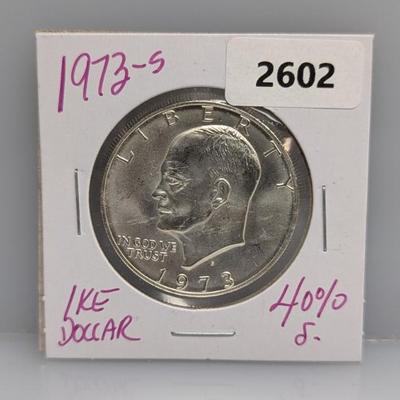 1973-S
2602
LIBERTY
IN GOD WE
TRUST
S
1973
IKE
DOLLAR
40%
S.